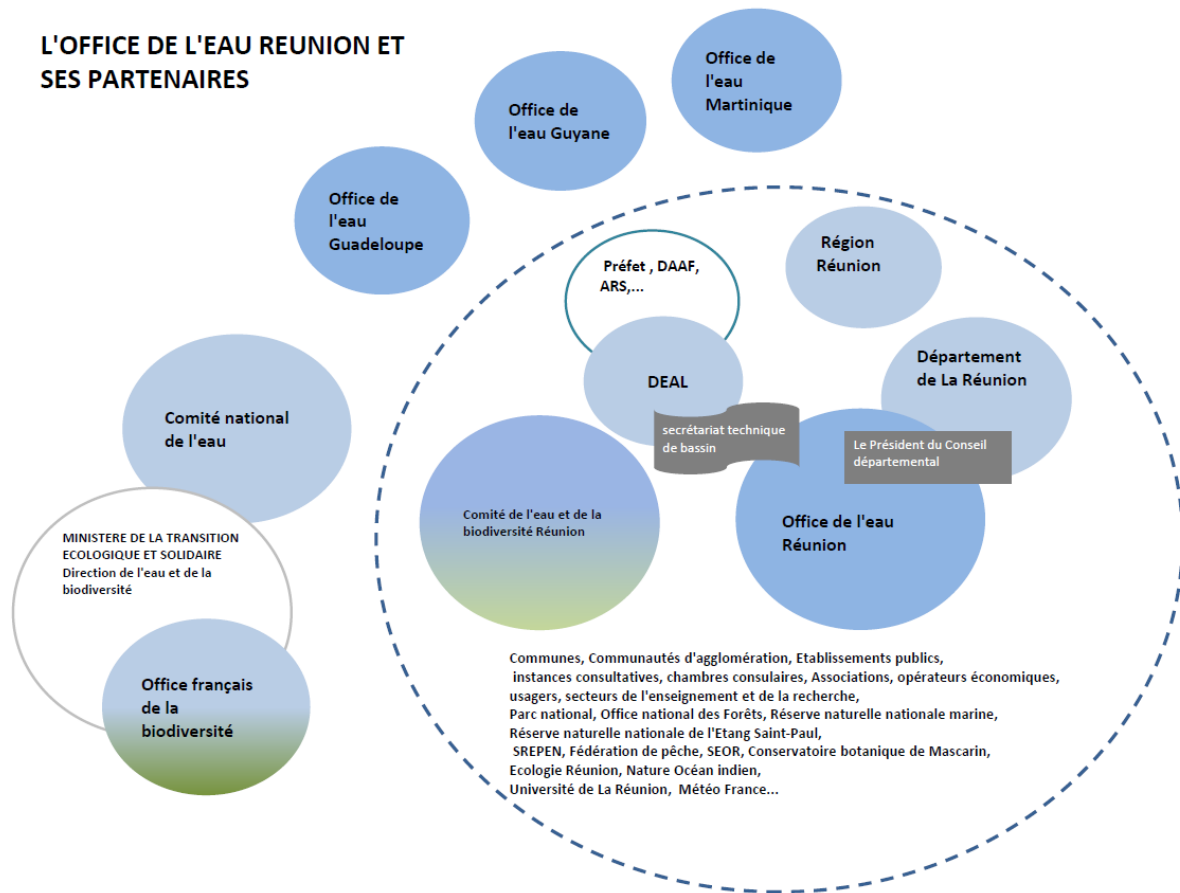 L'OFFICE DE L'EAU REUNION ET
SES PARTENAIRES
Office de
l'eau
Martinique
Office de
l'eau Guyane
Office de
l'eau
Guadeloupe
Région
Réunion
Préfet , DAAF,
ARS,...
DEAL
Département
de La Réunion
Comité national
de l'eau
secrétariat technique
de bassin
Le Président du Conseil
départemental
Comité de l'eau et de la
biodiversité Réunion
Office de l'eau
Réunion
MINISTERE DE LA TRANSITION
ECOLOGIQUE ET SOLIDAIRE
Direction de l'eau et de la
biodiversité
Office français
de la
biodiversité
Communes, Communautés d'agglomération, Etablissements publics,
instances consultatives, chambres consulaires, Associations, opérateurs économiques,
usagers, secteurs de l'enseignement et de la recherche,
Parc national, Office national des Forêts, Réserve naturelle nationale marine,
Réserve naturelle nationale de l'Etang Saint-Paul,
SREPEN, Fédération de pêche, SEOR, Conservatoire botanique de Mascarin,
Ecologie Réunion, Nature Océan indien,
Université de La Réunion, Météo France...